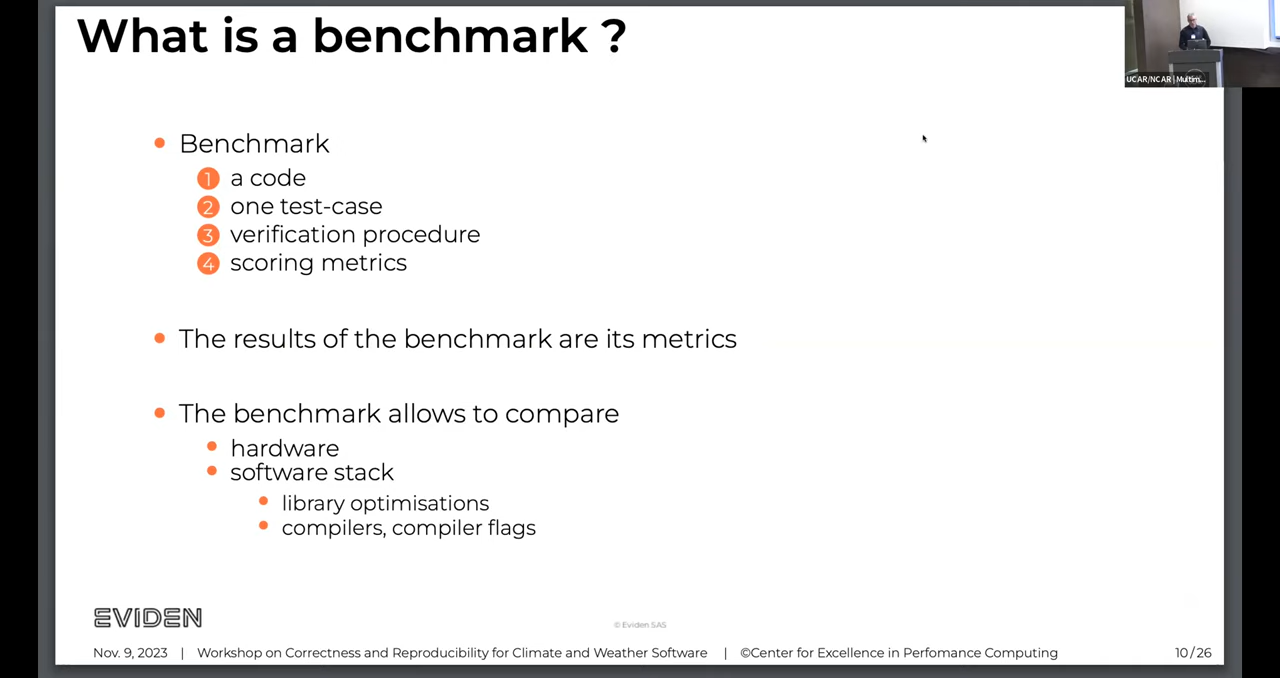 What is a benchmark ?
UCAR/NCAR | Multim...
Benchmark
1 a code
2 one test-case
3 verification procedure
4 scoring metrics
The results of the benchmark are its metrics
The benchmark allows to compare
hardware
software stack
library optimisations
compilers, compiler flags
EVIDEN
© Eviden SAS
Nov. 9, 2023 | Workshop on Correctness and Reproducibility for Climate and Weather Software | ©Center for Excellence in Perfomance Computing 10/26